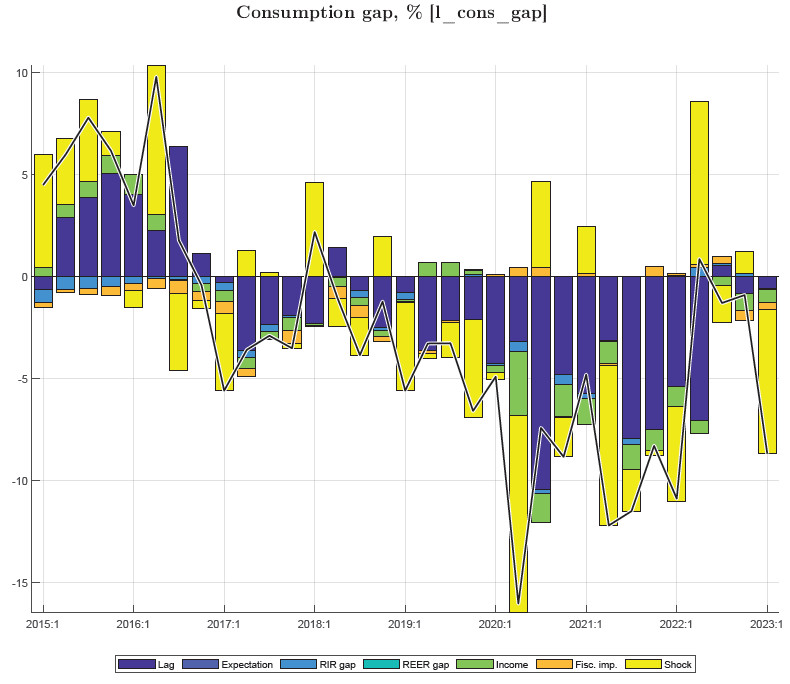 Consumption gap, % [l_cons_gap]
10
5
0
-5
-10
-15
2015:1 2016:1 2017:1 2018:1 2019:1 2020:1 2021:1 2022:1 2023:1
Lag Expectation RIR gap REER gap Income Fisc. imp. Shock